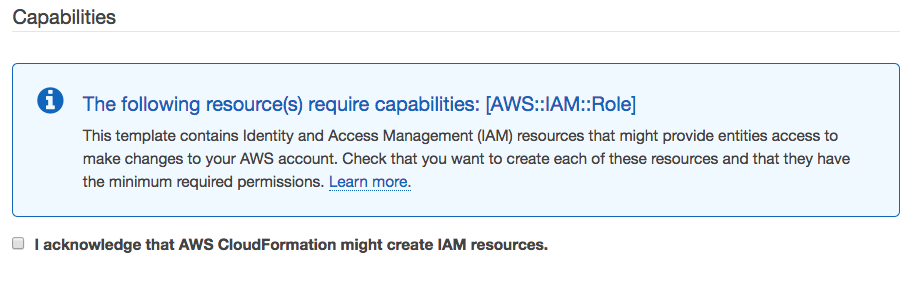 Capabilities
The following resource(s) require capabilities: [AWS::IAM::Role]
This template contains Identity and Access Management (IAM) resources that might provide entities access to
make changes to your AWS account. Check that you want to create each of these resources and that they have
the minimum required permissions. Learn more.
I acknowledge that AWS CloudFormation might create IAM resources.